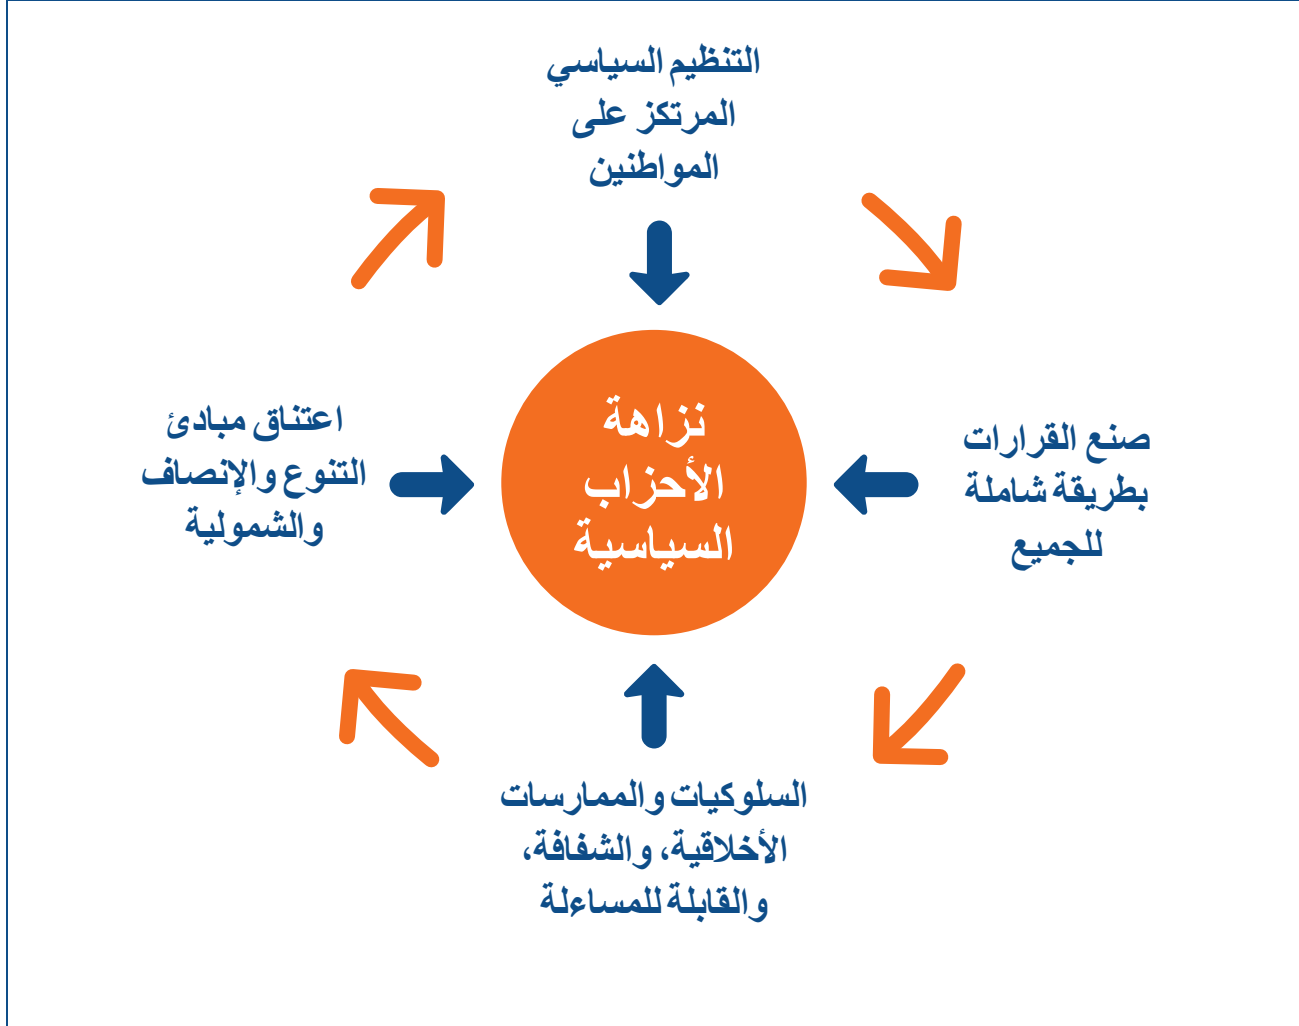 التنظيم السياسي
المرتكز على
المواطنين
نزاهة
الأحزاب
السياسية
صنع القرارات
بطريقة شاملة
للجميع
السلوكيات والممارسات
الأخلاقية، والشفافة،
والقابلة للمساءلة
اعتناق مبادئ
التنوع والإنصاف
والشمولية